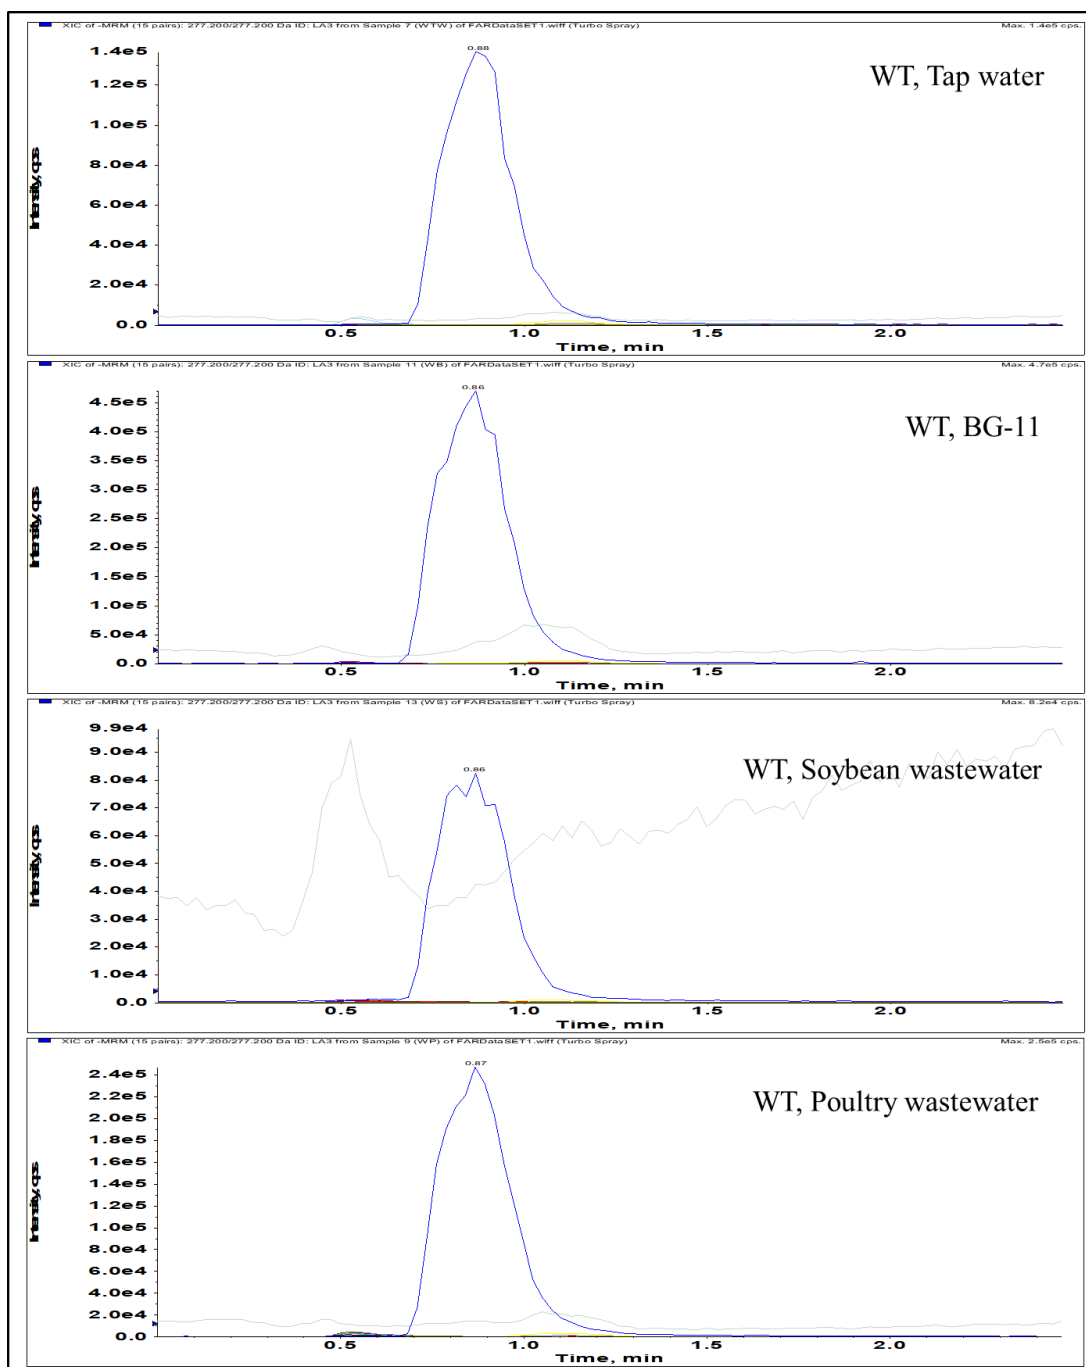 XIC of -MRM (15 pairs): 277.200/277.200 Da ID: LA3 from Sample 7 (WTW) of FARDataSET1.wiff (Turbo Spray) Max. 1.4e5 cps.
0.88
WT, Tap water
1.4e5
1.2e5
1.0e5
8.0e4
6.0e4
4.0e4
2.0e4
0.0
Intensity, cps
0.5 1.0 1.5 2.0
Time, min
XIC of -MRM (15 pairs): 277.200/277.200 Da ID: LA3 from Sample 11 (WB) of FARDataSET1.wiff (Turbo Spray) Max. 4.7e5 cps.
0.86
WT, BG-11
4.5e5
4.0e5
3.5e5
3.0e5
2.5e5
2.0e5
1.5e5
1.0e5
5.0e4
0.0
Intensity, cps
0.5 1.0 1.5 2.0
Time, min
XIC of -MRM (15 pairs): 277.200/277.200 Da ID: LA3 from Sample 13 (WS) of FARDataSET1.wiff (Turbo Spray) Max. 8.2e4 cps.
0.86
WT, Soybean wastewater
9.9e4
9.0e4
8.0e4
7.0e4
6.0e4
5.0e4
4.0e4
3.0e4
2.0e4
1.0e4
0.0
Intensity, cps
0.5 1.0 1.5 2.0
Time, min
XIC of -MRM (15 pairs): 277.200/277.200 Da ID: LA3 from Sample 9 (WP) of FARDataSET1.wiff (Turbo Spray) Max. 2.5e5 cps.
0.87
WT, Poultry wastewater
2.4e5
2.2e5
2.0e5
1.8e5
1.6e5
1.4e5
1.2e5
1.0e5
8.0e4
6.0e4
4.0e4
2.0e4
0.0
Intensity, cps
0.5 1.0 1.5 2.0
Time, min